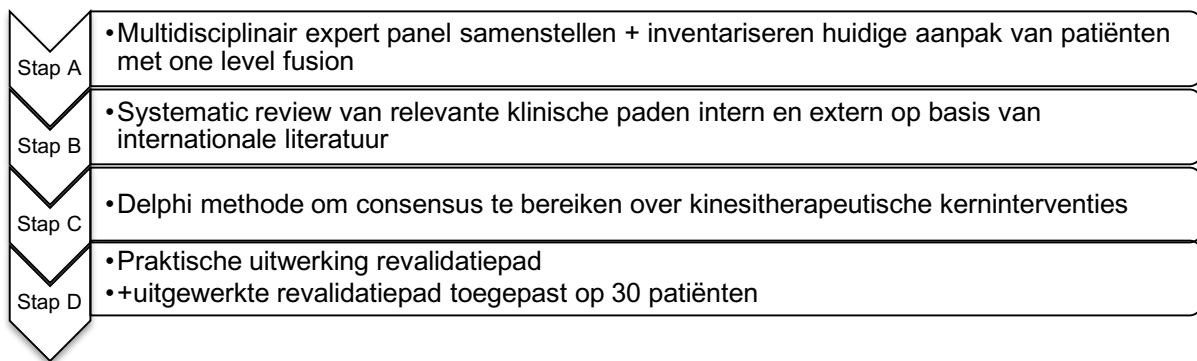 Stap A
•Multidisciplinair expert panel samenstellen + inventariseren huidige aanpak van patiënten
met one level fusion
Stap B
•Systematic review van relevante klinische paden intern en extern op basis van
internationale literatuur
Stap C
•Delphi methode om consensus te bereiken over kinesitherapeutische kerninterventies
Stap D
•Praktische uitwerking revalidatiepad
•+uitgewerkte revalidatiepad toegepast op 30 patiënten